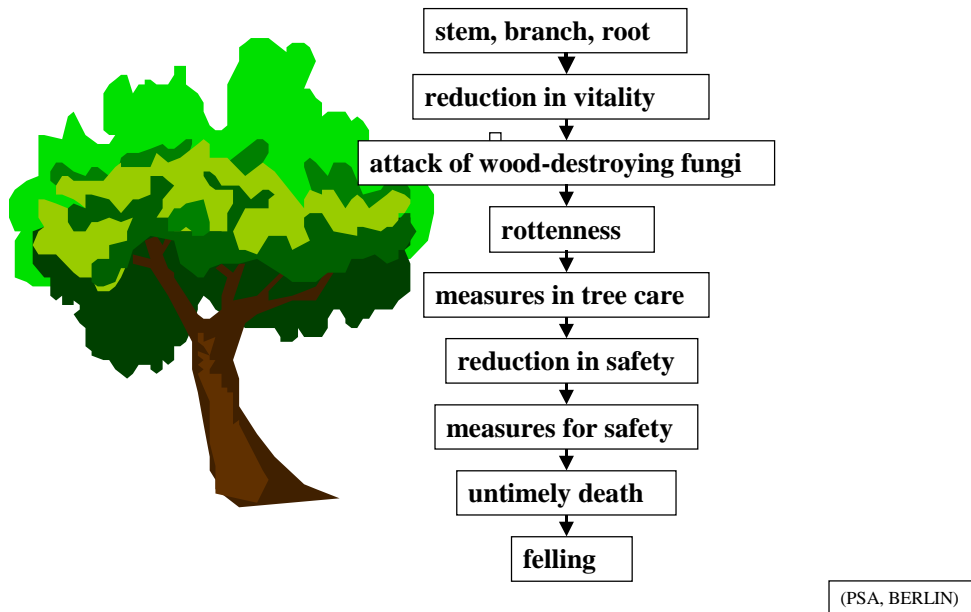 stem, branch, root
reduction in vitality
attack of wood-destroying fungi
rottenness
measures in tree care
reduction in safety
measures for safety
untimely death
felling
(PSA, BERLIN)